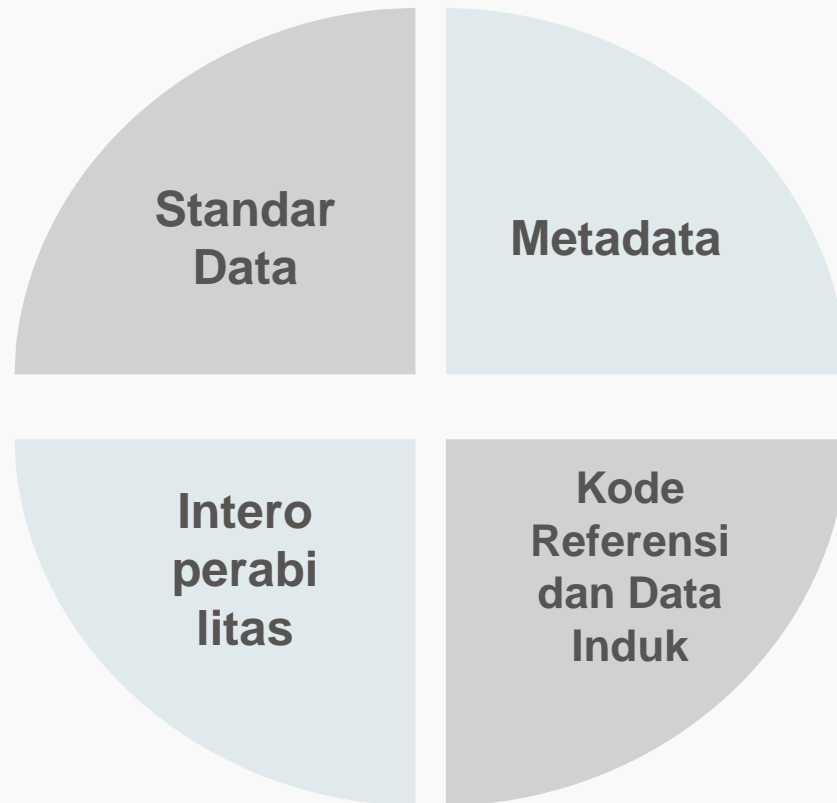 Standar
Data
Metadata
Intero
perabi
litas
Kode
Referensi
dan Data
Induk